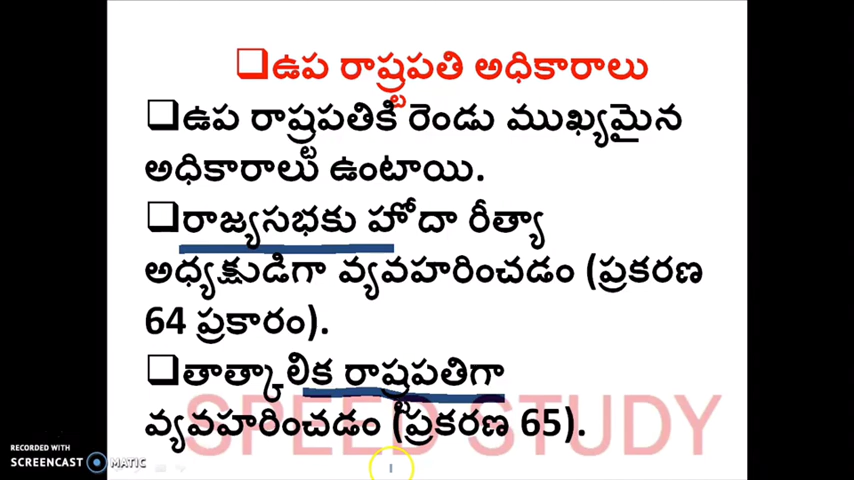 ❑ఉప రాష్ట్రపతి అధికారాలు
❑ఉప రాష్ట్రపతికి రెండు ముఖ్యమైన
అధికారాలు ఉంటాయి.
❑రాజ్యసభకు హోదా రీత్యా
అధ్యక్షుడిగా వ్యవహరించడం (ప్రకరణ
64 ప్రకారం).
❑తాత్కాలిక రాష్ట్రపతిగా
వ్యవహరించడం (ప్రకరణ 65).
SPEED STUDY
RECORDED WITH
SCREENCAST MATIC